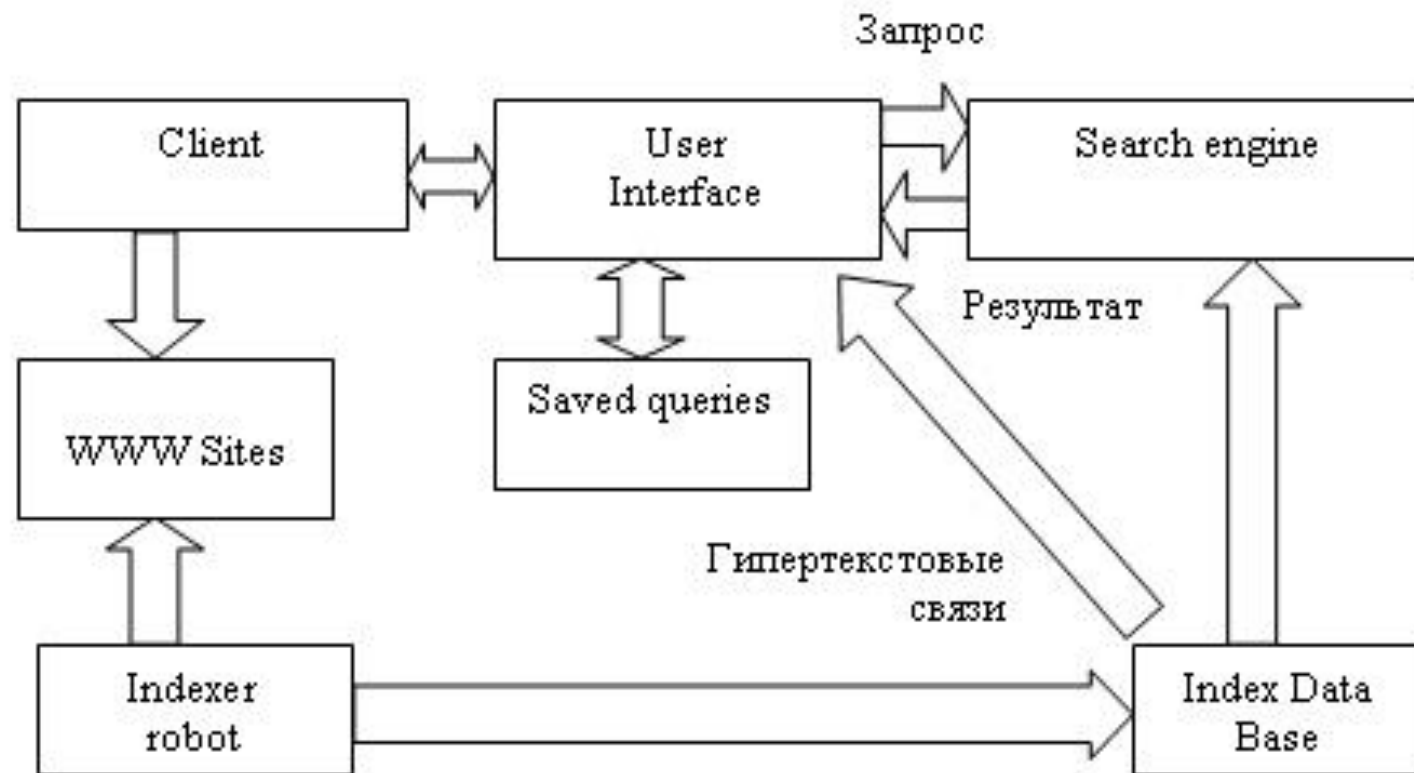 Запрос
Client
User
Interface
Search engine
Результат
WWW Sites
Saved queries
Гипертекстовые
связи
Indexer
robot
Index Data
Base